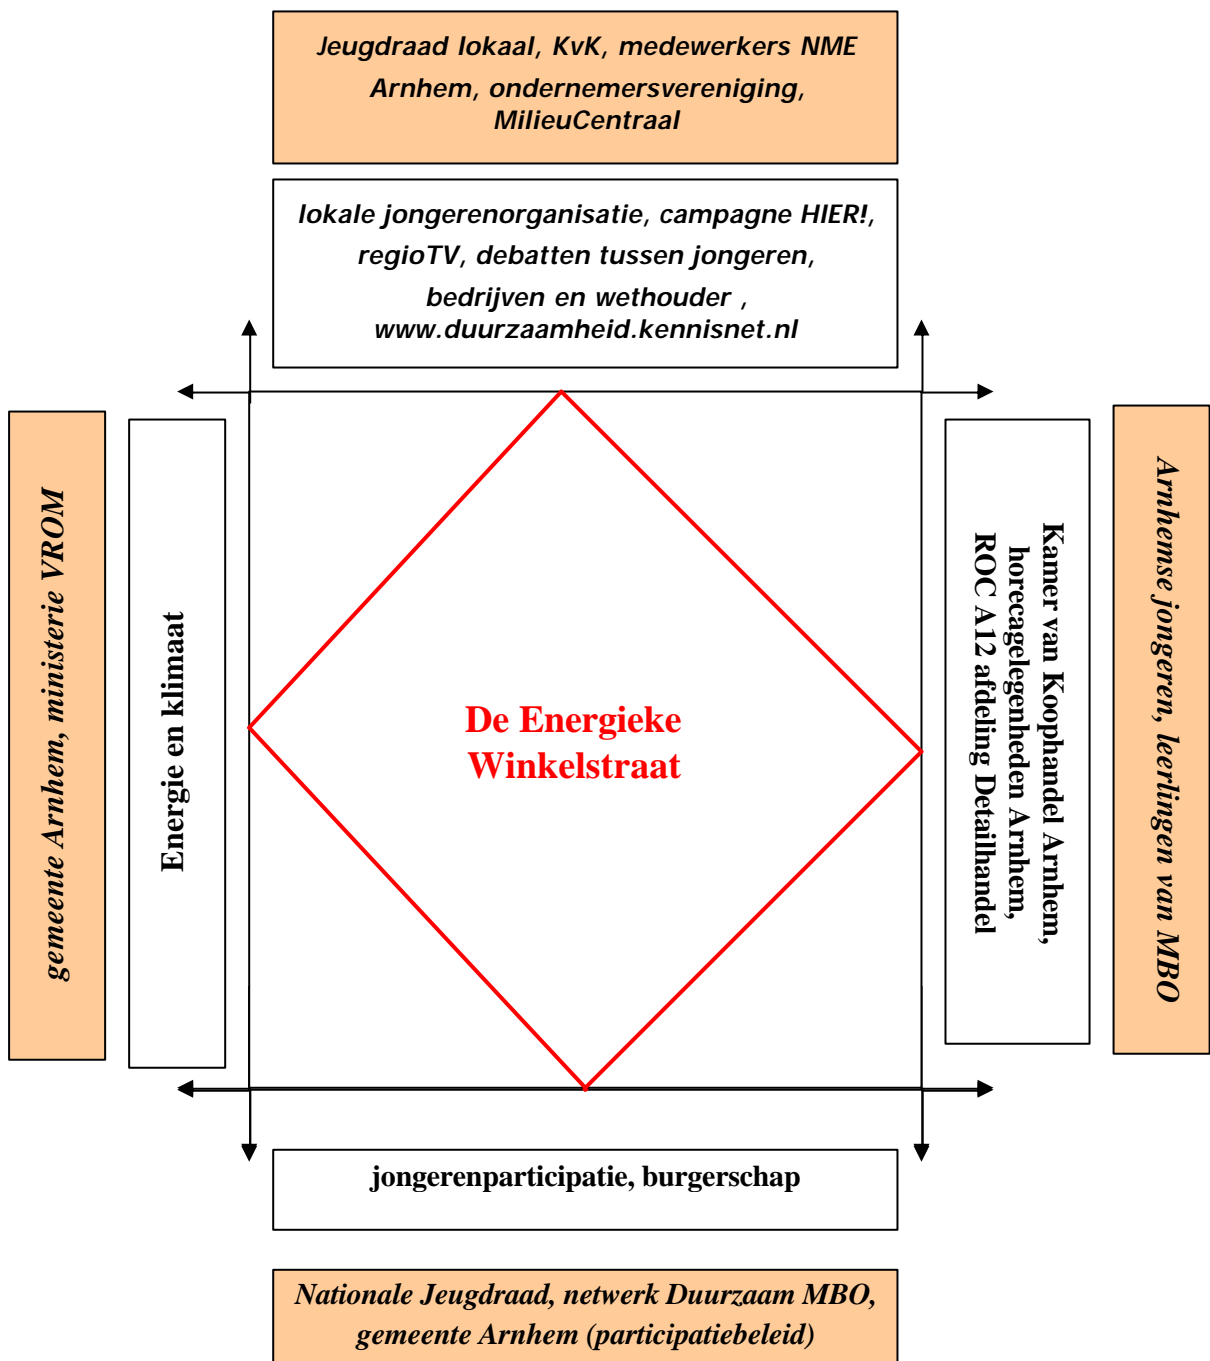 Jeugdraad lokaal, KvK, medewerkers NME
Arnhem, ondernemersvereniging,
MilieuCentraal
lokale jongerenorganisatie, campagne HIER!,
regioTV, debatten tussen jongeren,
bedrijven en wethouder ,
www.duurzaamheid.kennisnet.nl
gemeente Arnhem, ministerie VROM
Energie en klimaat
De Energieke
Winkelstraat
Kamer van Koophandel Arnhem,
horecagelegenheden Arnhem,
ROC A12 afdeling Detailhandel
Arnhemse jongeren, leerlingen van MBO
jongerenparticipatie, burgerschap
Nationale Jeugdraad, netwerk Duurzaam MBO,
gemeente Arnhem (participatiebeleid)